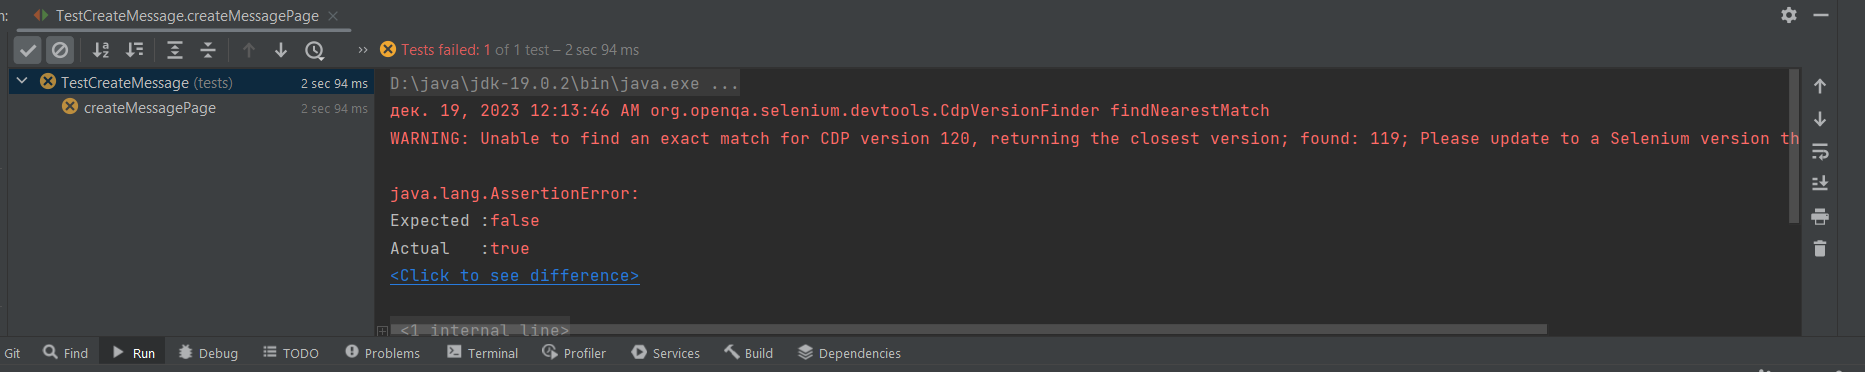 n:
TestCreateMessage.createMessagePage
Tests failed: 1 of 1 test – 2 sec 94 ms
TestCreateMessage (tests) 2 sec 94 ms
createMessagePage 2 sec 94 ms
D:\java\jdk-19.0.2\bin\java.exe ...
дек. 19, 2023 12:13:46 AM org.openqa.selenium.devtools.CdpVersionFinder findNearestMatch
WARNING: Unable to find an exact match for CDP version 120, returning the closest version; found: 119; Please update to a Selenium version th
java.lang.AssertionError:
Expected :false
Actual :true
<Click to see difference>
<1 internal line>
Git Find Run Debug TODO Problems Terminal Profiler Services Build Dependencies